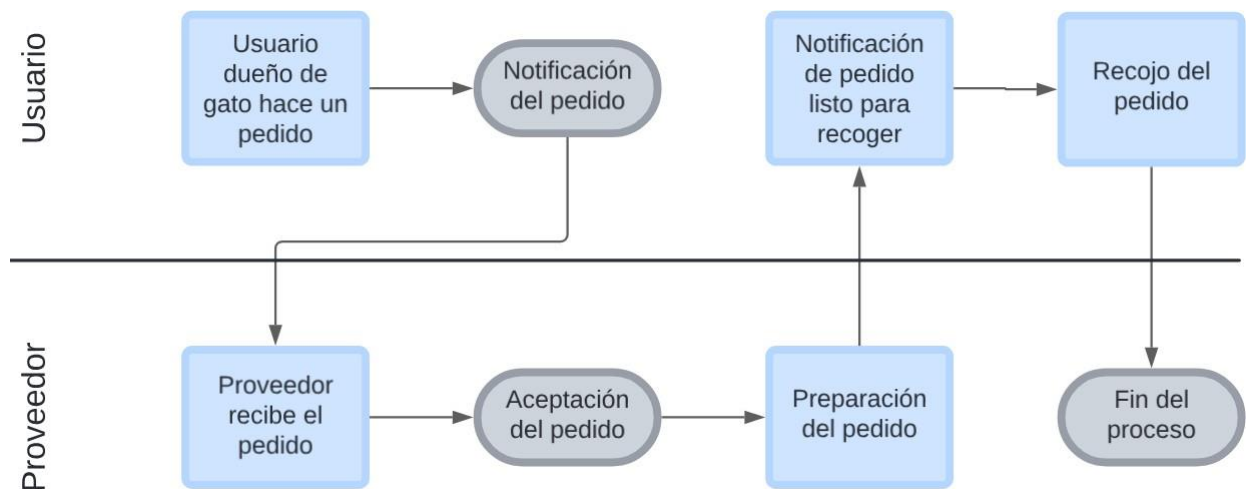 Usuario
Usuario
dueño de
gato hace un
pedido
Notificación
del pedido
Notificación
de pedido
listo para
recoger
Recojo del
pedido
Proveedor
Proveedor
recibe el
pedido
Aceptación
del pedido
Preparación
del pedido
Fin del
proceso